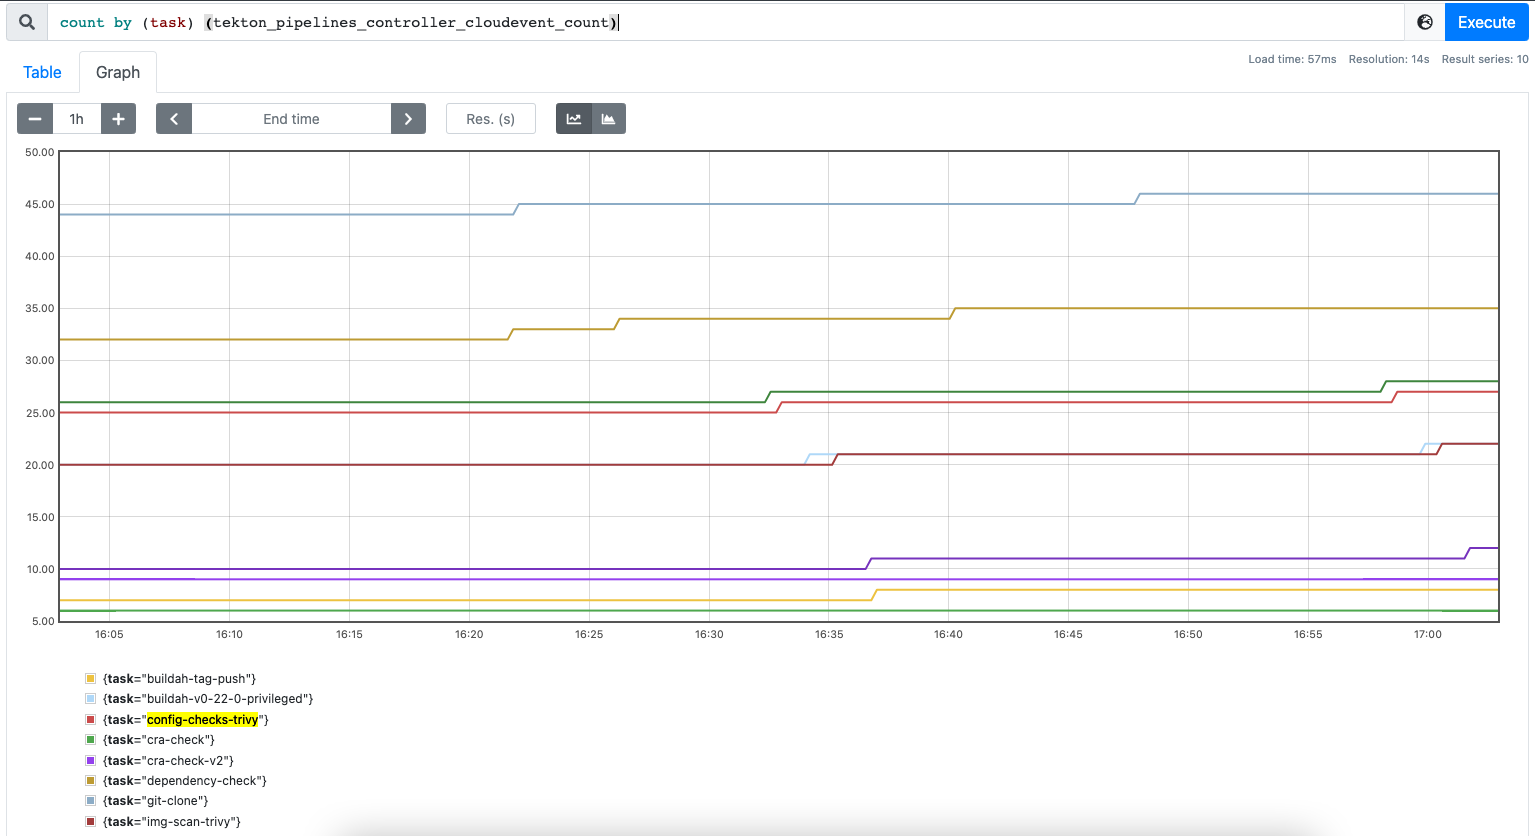 count by (task) (tekton_pipelines_controller_cloudevent_count)
Execute
Table
Graph
Load time: 57ms Resolution: 14s Result series: 10
1h
End time
Res. (s)
50.00
45.00
40.00
35.00
30.00
25.00
20.00
15.00
10.00
5.00
16:05 16:10 16:15 16:20 16:25 16:30 16:35 16:40 16:45 16:50 16:55 17:00
{task="buildah-tag-push"}
{task="buildah-v0-22-0-privileged"}
{task="config-checks-trivy"}
{task="cra-check"}
{task="cra-check-v2"}
{task="dependency-check"}
{task="git-clone"}
{task="img-scan-trivy"}